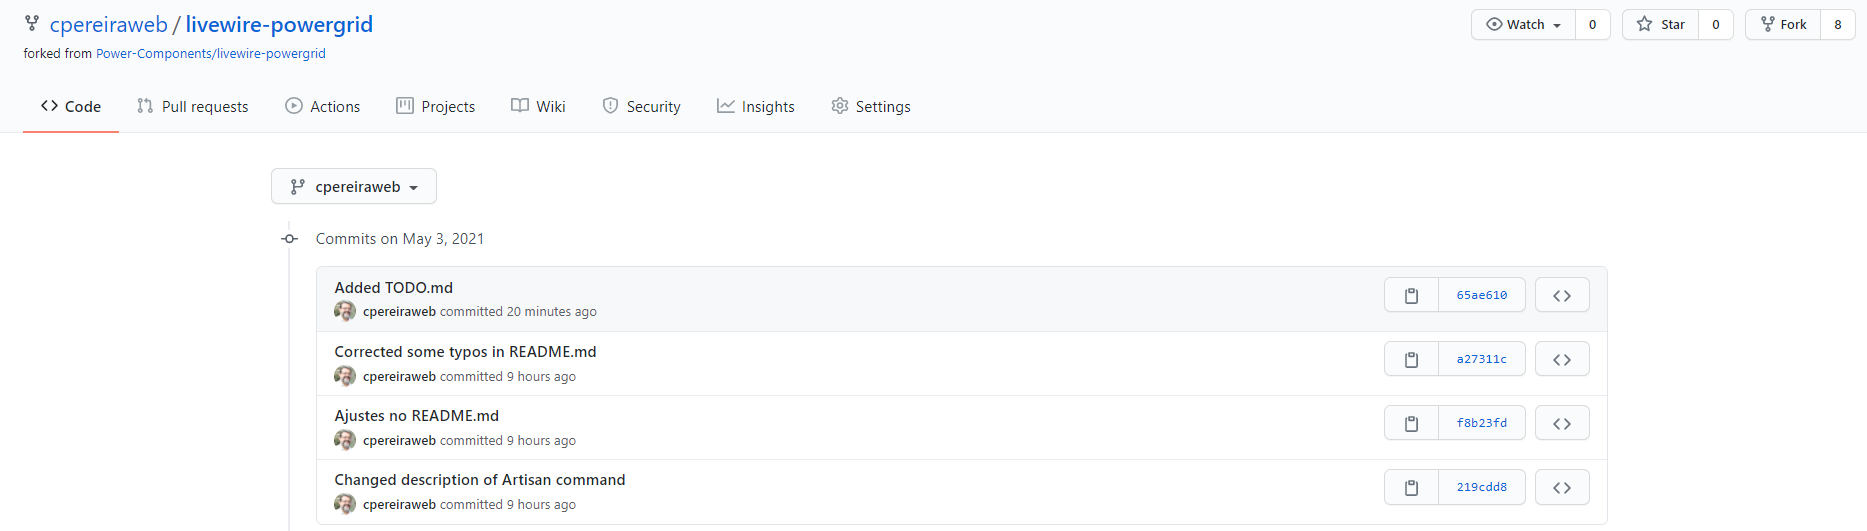 cpereiraweb / livewire-powergrid
Watch 0 Star 0 Fork 8
forked from Power-Components/livewire-powergrid
Code Pull requests Actions Projects Wiki Security Insights Settings
cpereiraweb
Commits on May 3, 2021
Added TODO.md
65ae610
cpereiraweb committed 20 minutes ago
Corrected some typos in README.md
a27311c
cpereiraweb committed 9 hours ago
Ajustes no README.md
f8b23fd
cpereiraweb committed 9 hours ago
Changed description of Artisan command
219cdd8
cpereiraweb committed 9 hours ago